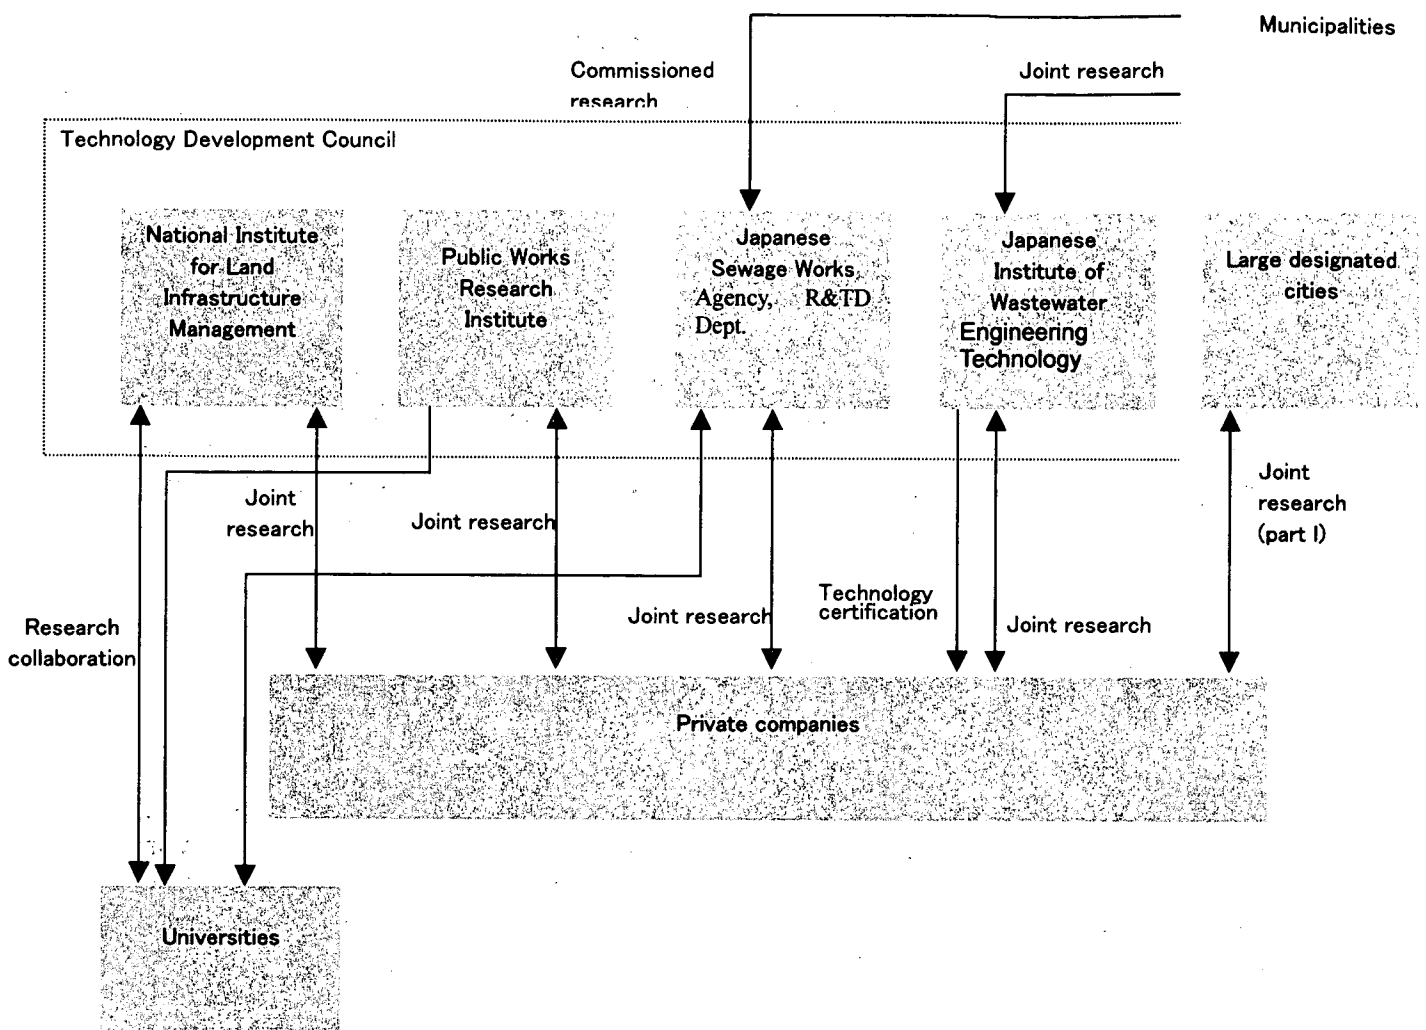 Municipalities
Commissioned
research
Joint research
Technology Development Council
National Institute
for Land
Infrastructure
Management
Public Works
Research
Institute
Japanese
Sewage Works
Agency, R&TD
Dept.
Japanese
Institute of
Wastewater
Engineering
Technology
Large designated
cities
Joint
research
Joint research
Joint research
Technology
certification
Joint research
Joint
research
(part I)
Research
collaboration
Private companies
Universities